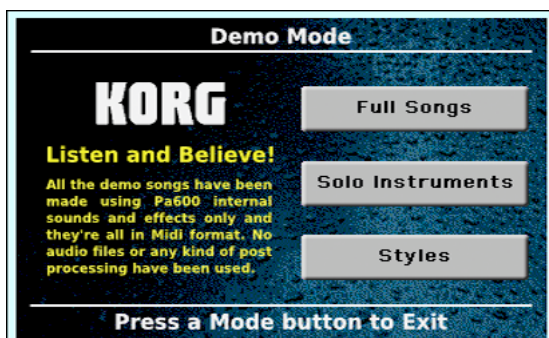 Demo Mode
KORG
Listen and Believe!
All the demo songs have been
made using Pa600 internal
sounds and effects only and
they're all in Midi format. No
audio files or any kind of post
processing have been used.
Full Songs
Solo Instruments
Styles
Press a Mode button to Exit